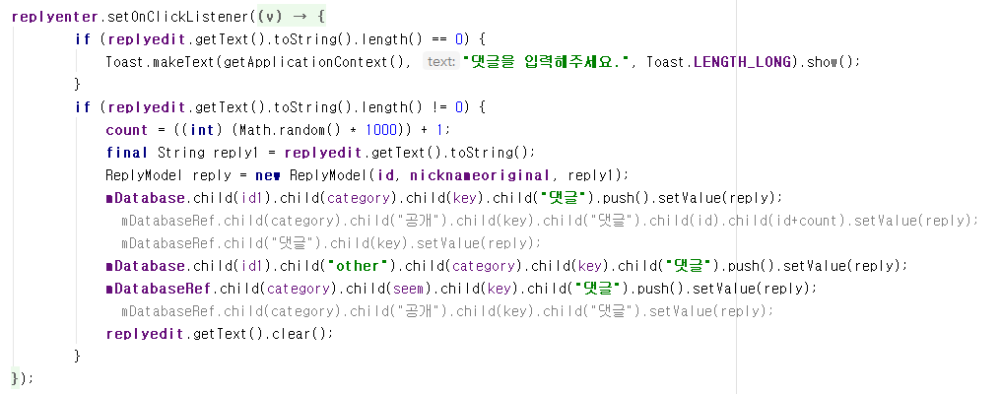 replyenter.setOnClickListener((v) → {
if (replyedit.getText().toString().length() == 0) {
Toast.makeText(getApplicationContext(), text: "댓글을 입력해주세요.", Toast.LENGTH_LONG).show();
}
if (replyedit.getText().toString().length() != 0) {
count = ((int) (Math.random() * 1000)) + 1;
final String reply1 = replyedit.getText().toString();
ReplyModel reply = new ReplyModel(id, nicknameoriginal, reply1);
mDatabase.child(id1).child(category).child(key).child("댓글").push().setValue(reply);
mDatabaseRef.child(category).child("공개").child(key).child("댓글").child(id).child(id+count).setValue(reply);
mDatabaseRef.child("댓글").child(key).setValue(reply);
mDatabase.child(id1).child("other").child(category).child(key).child("댓글").push().setValue(reply);
mDatabaseRef.child(category).child(seem).child(key).child("댓글").push().setValue(reply);
mDatabaseRef.child(category).child("공개").child(key).child("댓글").setValue(reply);
replyedit.getText().clear();
}
});